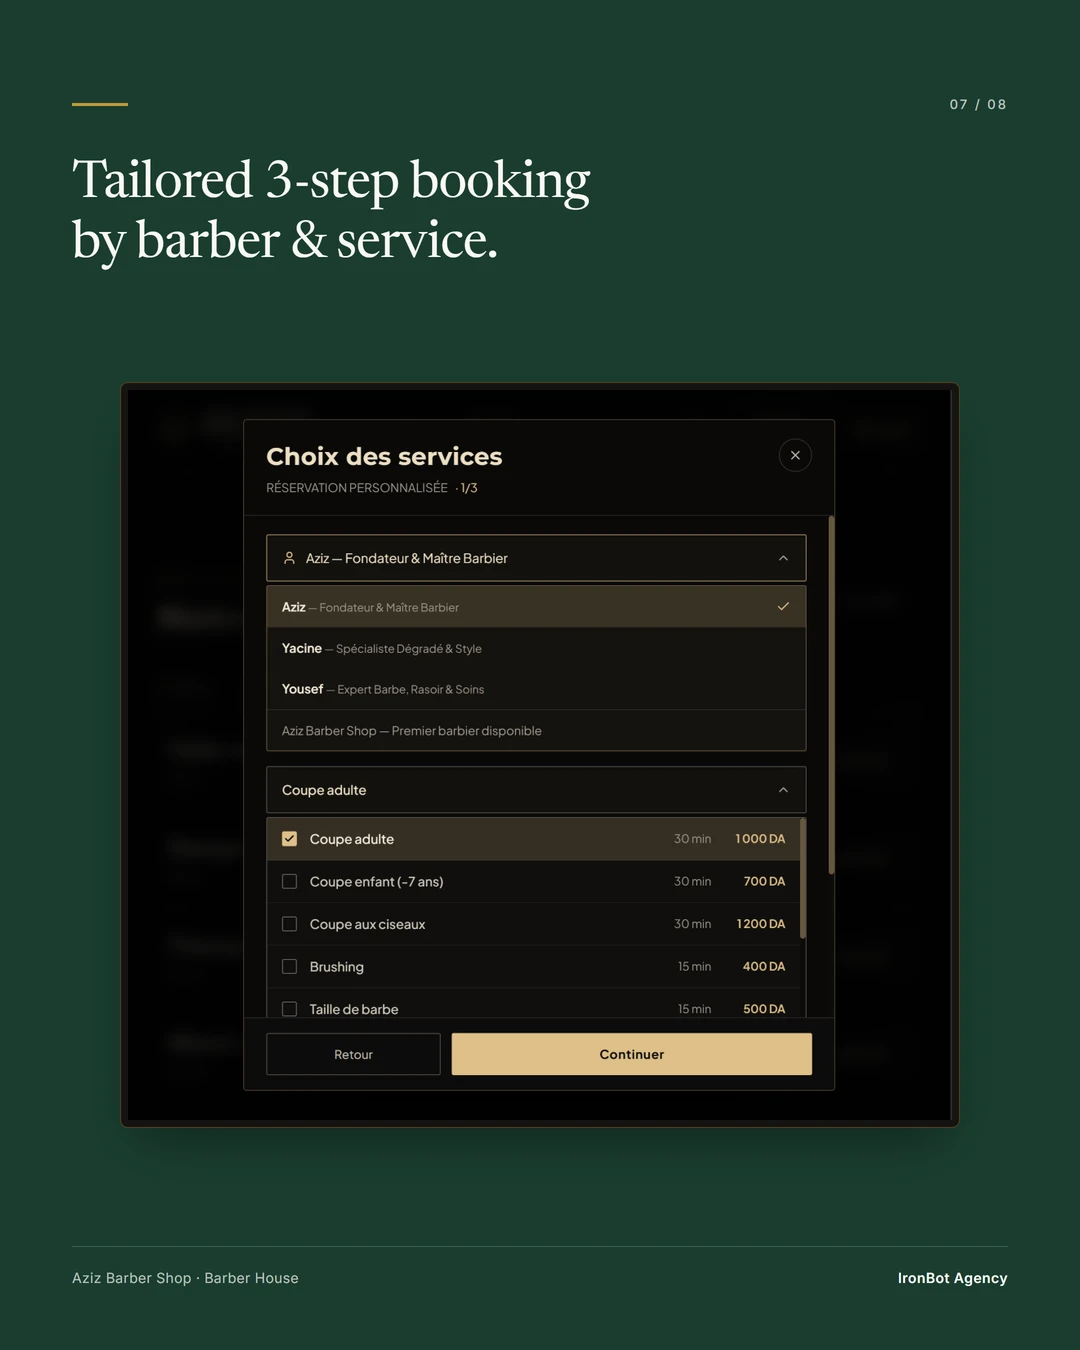 07 / 08
Tailored 3-step booking
by barber & service.
Choix des services
RÉSERVATION PERSONNALISÉE · 1/3
Aziz — Fondateur & Maître Barbier
Aziz — Fondateur & Maître Barbier
Yacine — Spécialiste Dégradé & Style
Yousef — Expert Barbe, Rasoir & Soins
Aziz Barber Shop — Premier barbier disponible
Coupe adulte
Coupe adulte 30 min 1 000 DA
Coupe enfant (-7 ans) 30 min 700 DA
Coupe aux ciseaux 30 min 1 200 DA
Brushing 15 min 400 DA
Taille de barbe 15 min 500 DA
Retour Continuer
Aziz Barber Shop · Barber House IronBot Agency